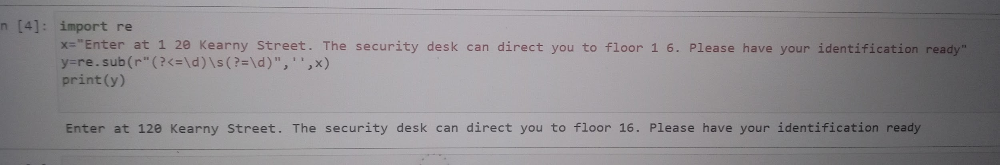 n [4]: import re
x="Enter at 1 20 Kearny Street. The security desk can direct you to floor 1 6. Please have your identification ready"
y=re.sub(r"(?<=\d)\s(?=\d)",'',x)
print(y)
Enter at 120 Kearny Street. The security desk can direct you to floor 16. Please have your identification ready